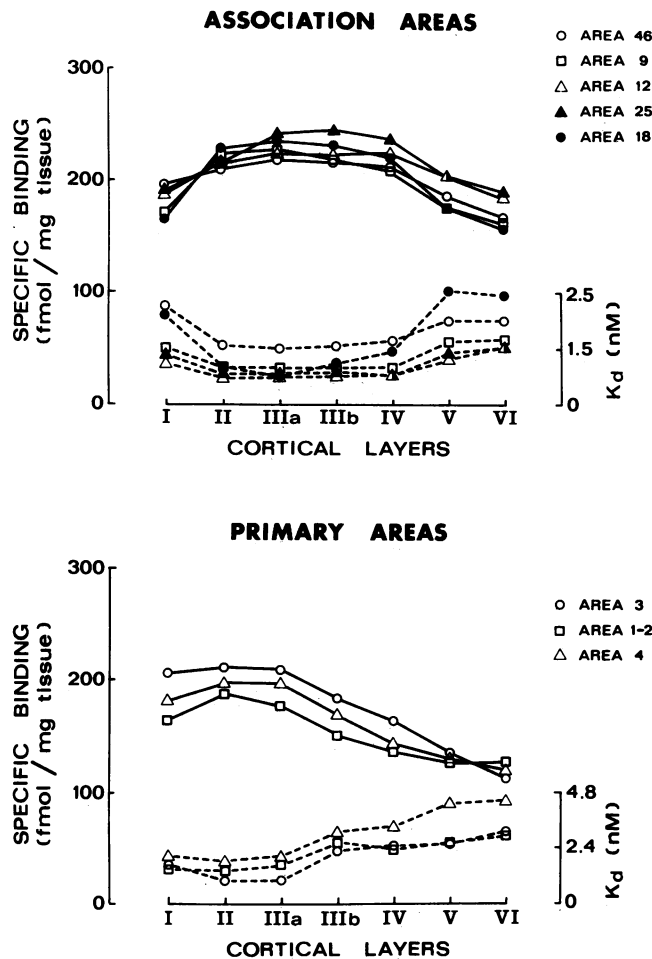 ASSOCIATION AREAS
AREA 46
AREA 9
AREA 12
AREA 25
AREA 18
SPECIFIC BINDING
(fmol/mg tissue)
300
200
100
0
2.5
1.5
0
Kd (nM)
I II IIIa IIIb IV V VI
CORTICAL LAYERS
PRIMARY AREAS
AREA 3
AREA 1-2
AREA 4
SPECIFIC BINDING
(fmol/mg tissue)
300
200
100
0
4.8
2.4
0
Kd (nM)
I II IIIa IIIb IV V VI
CORTICAL LAYERS